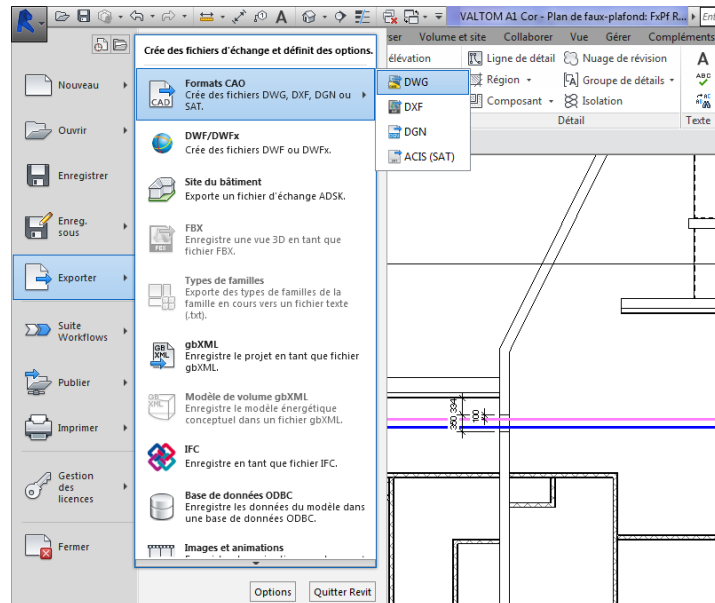 VALTOM A1 Cor - Plan de faux-plafond: FxPf R...
Ent
ser Volume et site Collaborer Vue Gérer Compléments
élévation
Ligne de détail
Nuage de révision
Région
Groupe de détails
Composant
Isolation
Détail
Texte
Crée des fichiers d'échange et définit des options.
Nouveau
Ouvrir
Enregistrer
Enreg.
sous
Exporter
Suite
Workflows
Publier
Imprimer
Gestion
des
licences
Fermer
Formats CAO
Crée des fichiers DWG, DXF, DGN ou
SAT.
DWF/DWFx
Crée des fichiers DWF ou DWFx.
Site du bâtiment
Exporte un fichier d'échange ADSK.
FBX
Enregistre une vue 3D en tant que
fichier FBX.
Types de familles
Exporte des types de familles de la
famille en cours vers un fichier texte
(.txt).
gbXML
Enregistre le projet en tant que fichier
gbXML.
Modèle de volume gbXML
Enregistre le modèle énergétique
conceptuel dans un fichier gbXML.
IFC
Enregistre en tant que fichier IFC.
Base de données ODBC
Enregistre les données du modèle dans
une base de données ODBC.
Images et animations
DWG
DXF
DGN
ACIS (SAT)
334
360
100
Options
Quitter Revit